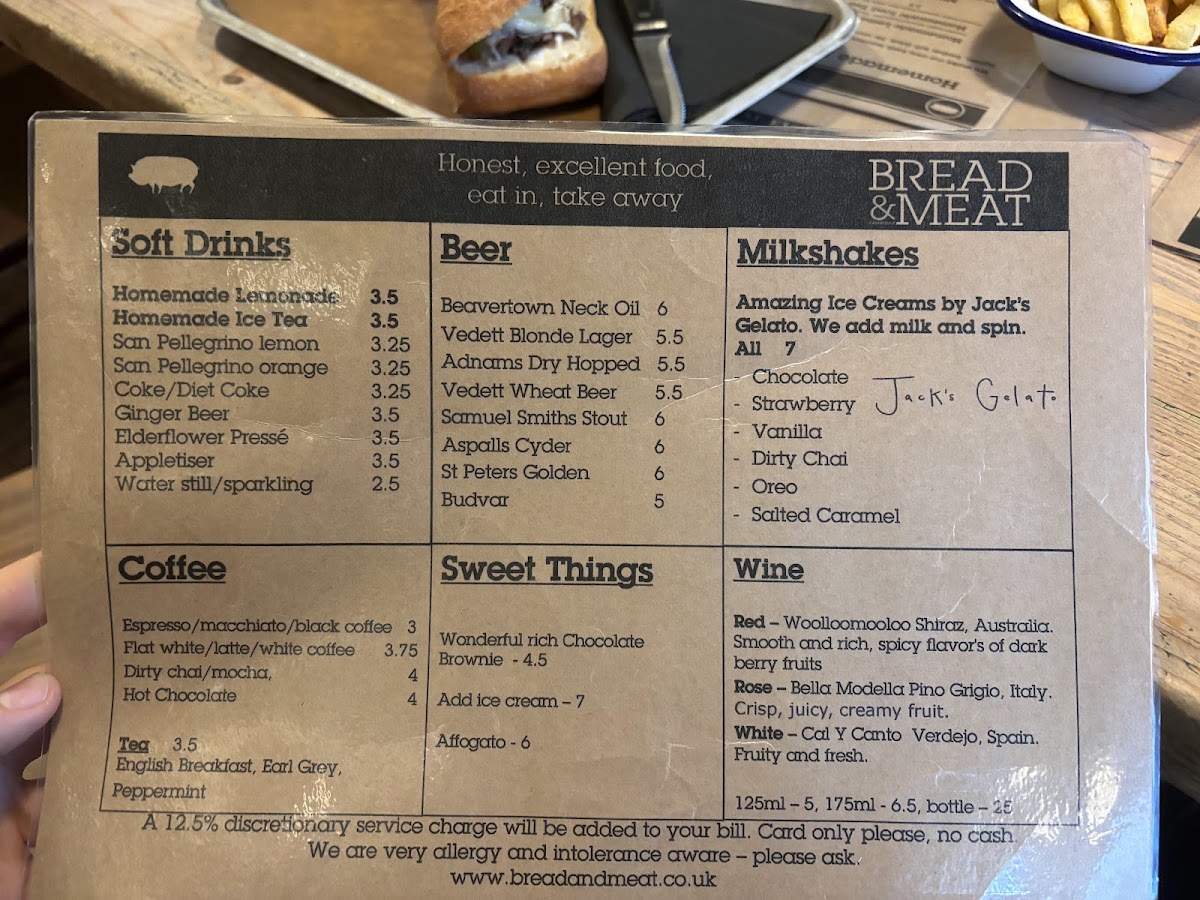 Homemade
Honest, excellent food,
eat in, take away
BREAD
&MEAT
Soft Drinks
Homemade Lemonade 3.5
Homemade Ice Tea 3.5
San Pellegrino lemon 3.25
San Pellegrino orange 3.25
Coke/Diet Coke 3.25
Ginger Beer 3.5
Elderflower Pressé 3.5
Appletiser 3.5
Water still/sparkling 2.5
Beer
Beavertown Neck Oil 6
Vedett Blonde Lager 5.5
Adnams Dry Hopped 5.5
Vedett Wheat Beer 5.5
Samuel Smiths Stout 6
Aspalls Cyder 6
St Peters Golden 6
Budvar 5
Milkshakes
Amazing Ice Creams by Jack's
Gelato. We add milk and spin.
All 7
- Chocolate
- Strawberry
Jack's Gelato
- Vanilla
- Dirty Chai
- Oreo
- Salted Caramel
Coffee
Espresso/macchiato/black coffee 3
Flat white/latte/white coffee 3.75
Dirty chai/mocha, 4
Hot Chocolate 4
Tea 3.5
English Breakfast, Earl Grey,
Peppermint
Sweet Things
Wonderful rich Chocolate
Brownie - 4.5
Add ice cream – 7
Affogato - 6
Wine
Red – Woolloomooloo Shiraz, Australia.
Smooth and rich, spicy flavor's of dark
berry fruits
Rose – Bella Modella Pino Grigio, Italy.
Crisp, juicy, creamy fruit.
White – Cal Y Canto Verdejo, Spain.
Fruity and fresh.
125ml – 5, 175ml - 6.5, bottle – 25
A 12.5% discretionary service charge will be added to your bill. Card only please, no cash.
We are very allergy and intolerance aware – please ask.
www.breadandmeat.co.uk